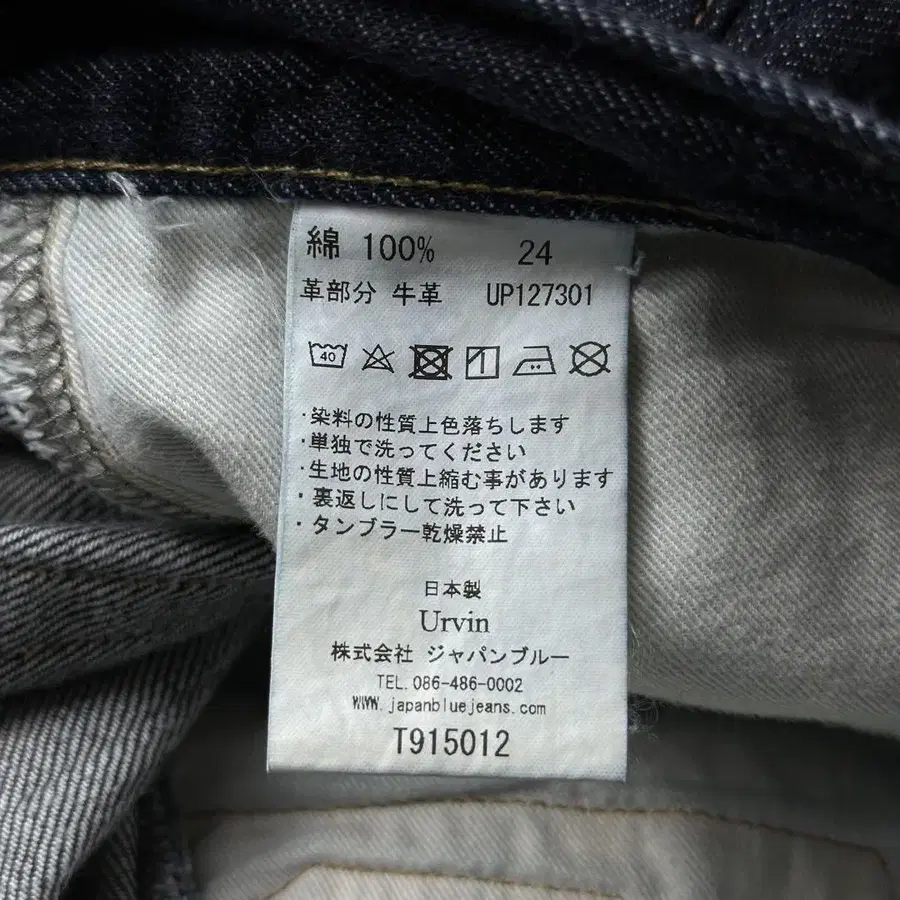 綿 100% 24
革部分 牛革 UP127301
40
・染料の性質上色落ちします
・単独で洗ってください
・生地の性質上縮む事があります
・裏返しにして洗って下さい
・タンブラー乾燥禁止
日本製
Urvin
株式会社 ジャパンブルー
TEL. 086-486-0002
WWW. japanbluejeans. com
T915012